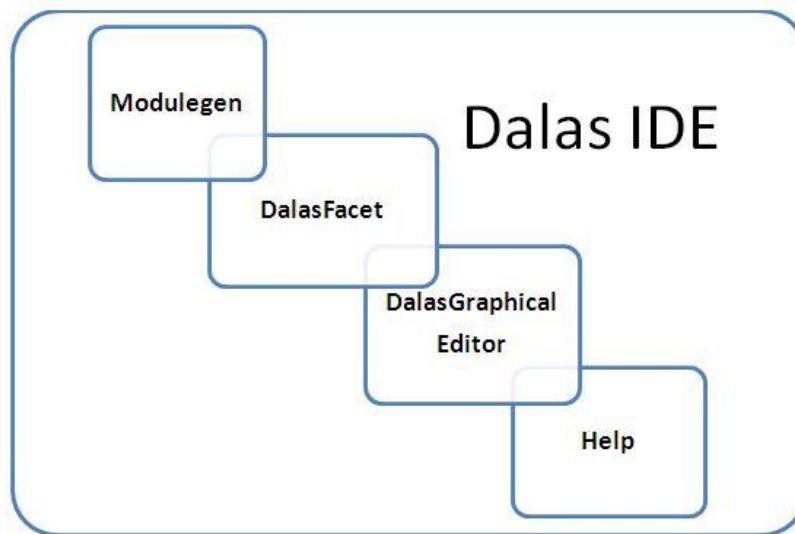 Modulegen
Dalas IDE
DalasFacet
DalasGraphical
Editor
Help